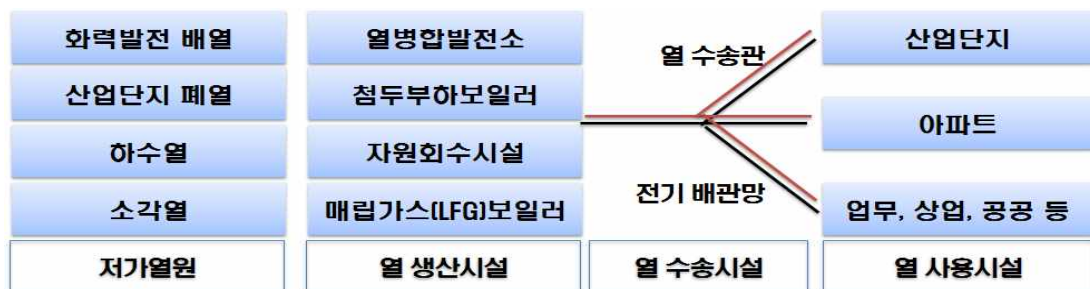 화력발전 배열
산업단지 폐열
하수열
소각열
저가열원
열병합발전소
첨두부하보일러
자원회수시설
매립가스(LFG)보일러
열 생산시설
열 수송관
전기 배관망
열 수송시설
산업단지
아파트
업무, 상업, 공공 등
열 사용시설